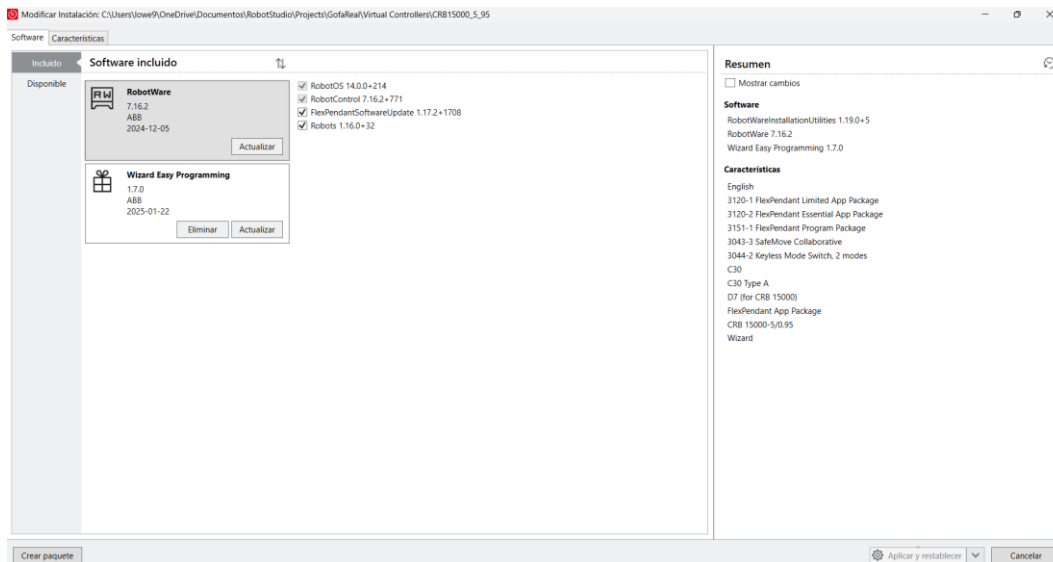 Modificar Instalación: C:\Users\lowe9\OneDrive\Documentos\RobotStudio\Projects\GofaReal\Virtual Controllers\CRB15000_5_95
Software
Características
Incluido
Disponible
Software incluido
RobotWare
7.16.2
ABB
2024-12-05
Actualizar
Wizard Easy Programming
1.7.0
ABB
2025-01-22
Eliminar
Actualizar
RobotOS 14.0.0+214
RobotControl 7.16.2+771
FlexPendantSoftwareUpdate 1.17.2+1708
Robots 1.16.0+32
Resumen
Mostrar cambios
Software
RobotWareInstallationUtilities 1.19.0+5
RobotWare 7.16.2
Wizard Easy Programming 1.7.0
Características
English
3120-1 FlexPendant Limited App Package
3120-2 FlexPendant Essential App Package
3151-1 FlexPendant Program Package
3043-3 SafeMove Collaborative
3044-2 Keyless Mode Switch, 2 modes
C30
C30 Type A
D7 (for CRB 15000)
FlexPendant App Package
CRB 15000-5/0.95
Wizard
Crear paquete
Aplicar y restablecer
Cancelar